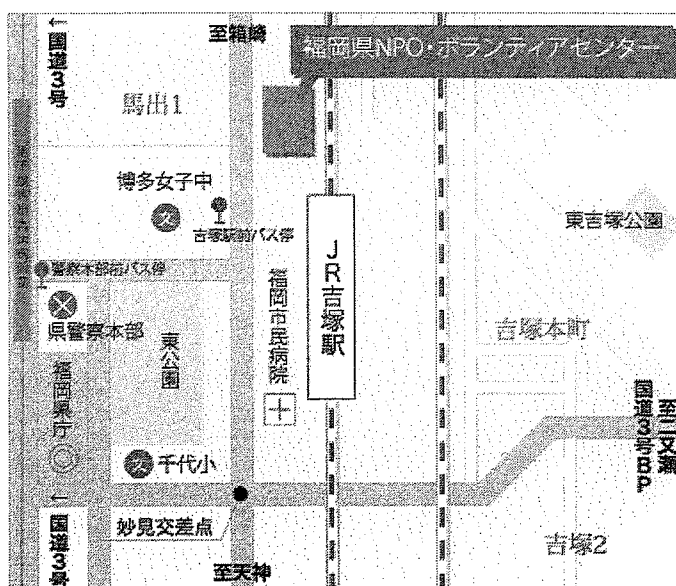 ↑国道3号
至箱崎
福岡県NPO・ボランティアセンター
馬出1
博多女子中
文
吉塚駅前バス停
東吉塚公園
警察本部前バス停
県警察本部
東公園
福岡市民病院
JR吉塚駅
吉塚本町
福岡県庁
至二又瀬
国道3号BP
文
千代小
妙見交差点
↓国道3号
吉塚2
至天神